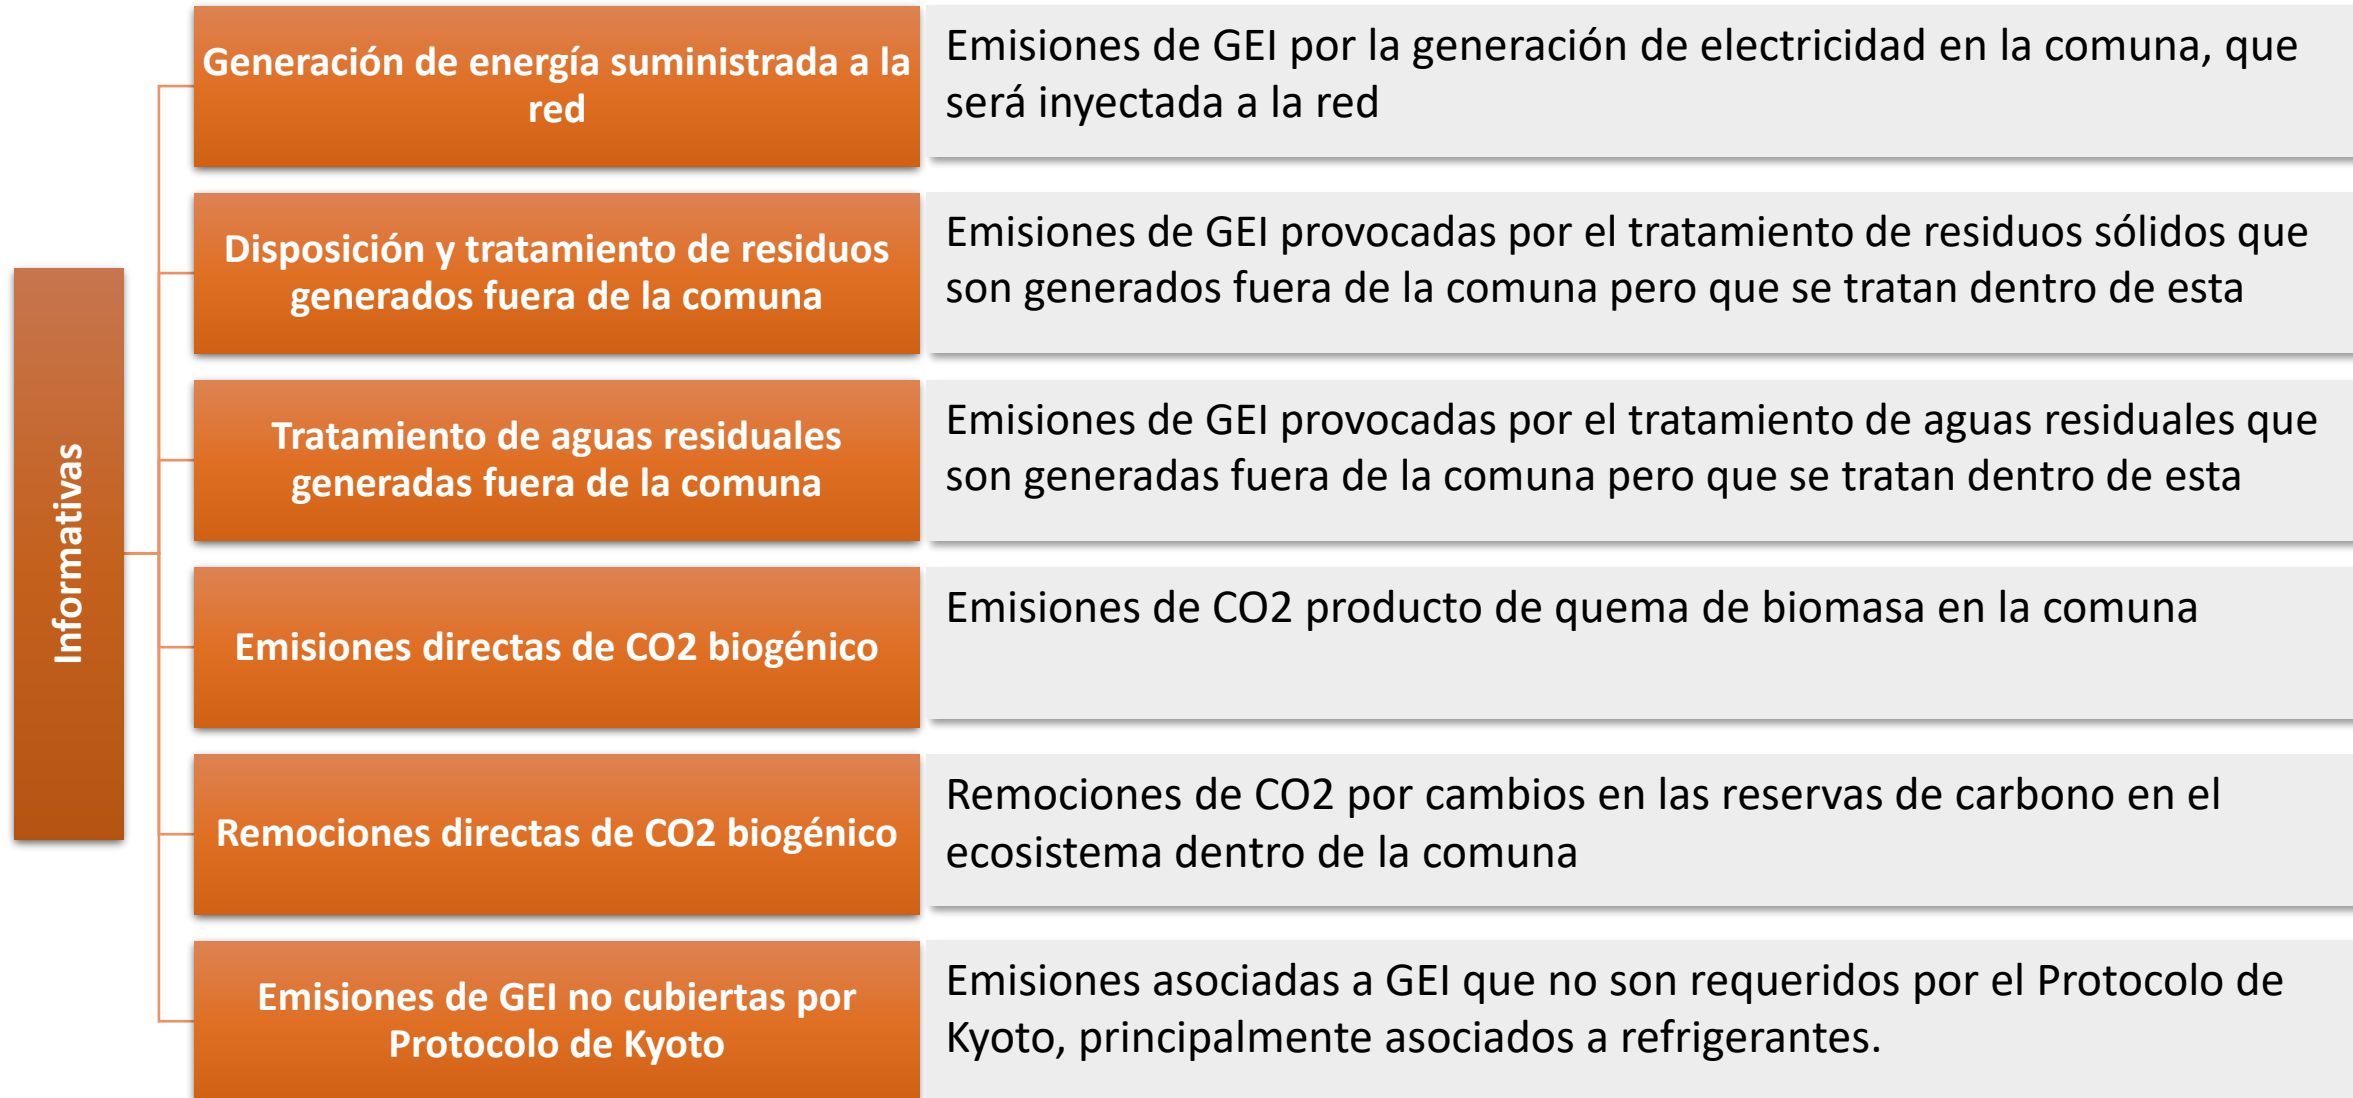 Informativas
Generación de energía suministrada a la
red
Emisiones de GEI por la generación de electricidad en la comuna, que
será inyectada a la red
Disposición y tratamiento de residuos
generados fuera de la comuna
Emisiones de GEI provocadas por el tratamiento de residuos sólidos que
son generados fuera de la comuna pero que se tratan dentro de esta
Tratamiento de aguas residuales
generadas fuera de la comuna
Emisiones de GEI provocadas por el tratamiento de aguas residuales que
son generadas fuera de la comuna pero que se tratan dentro de esta
Emisiones directas de CO2 biogénico
Emisiones de CO2 producto de quema de biomasa en la comuna
Remociones directas de CO2 biogénico
Remociones de CO2 por cambios en las reservas de carbono en el
ecosistema dentro de la comuna
Emisiones de GEI no cubiertas por
Protocolo de Kyoto
Emisiones asociadas a GEI que no son requeridos por el Protocolo de
Kyoto, principalmente asociados a refrigerantes.